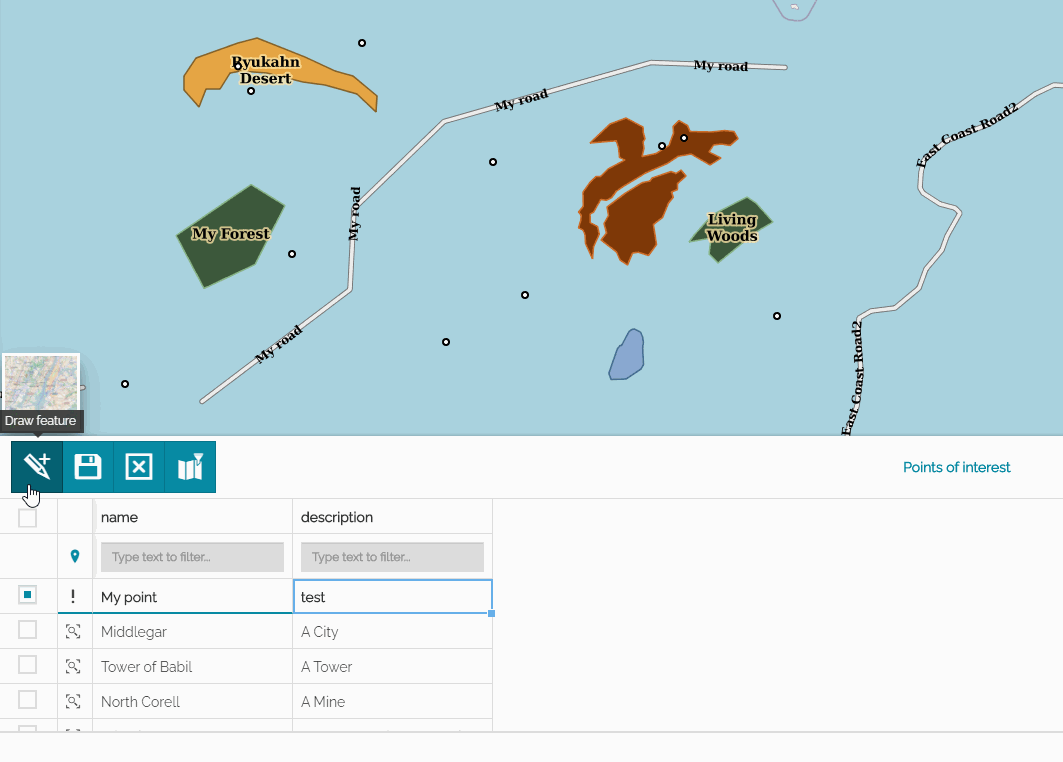 Ryukahn
Desert
My road
My road
East Coast Road2
My road
My Forest
Living
Woods
My road
East Coast Road2
Draw feature
Points of interest
name
description
Type text to filter...
Type text to filter...
!
My point
test
Middlegar
A City
Tower of Babil
A Tower
North Corell
A Mine